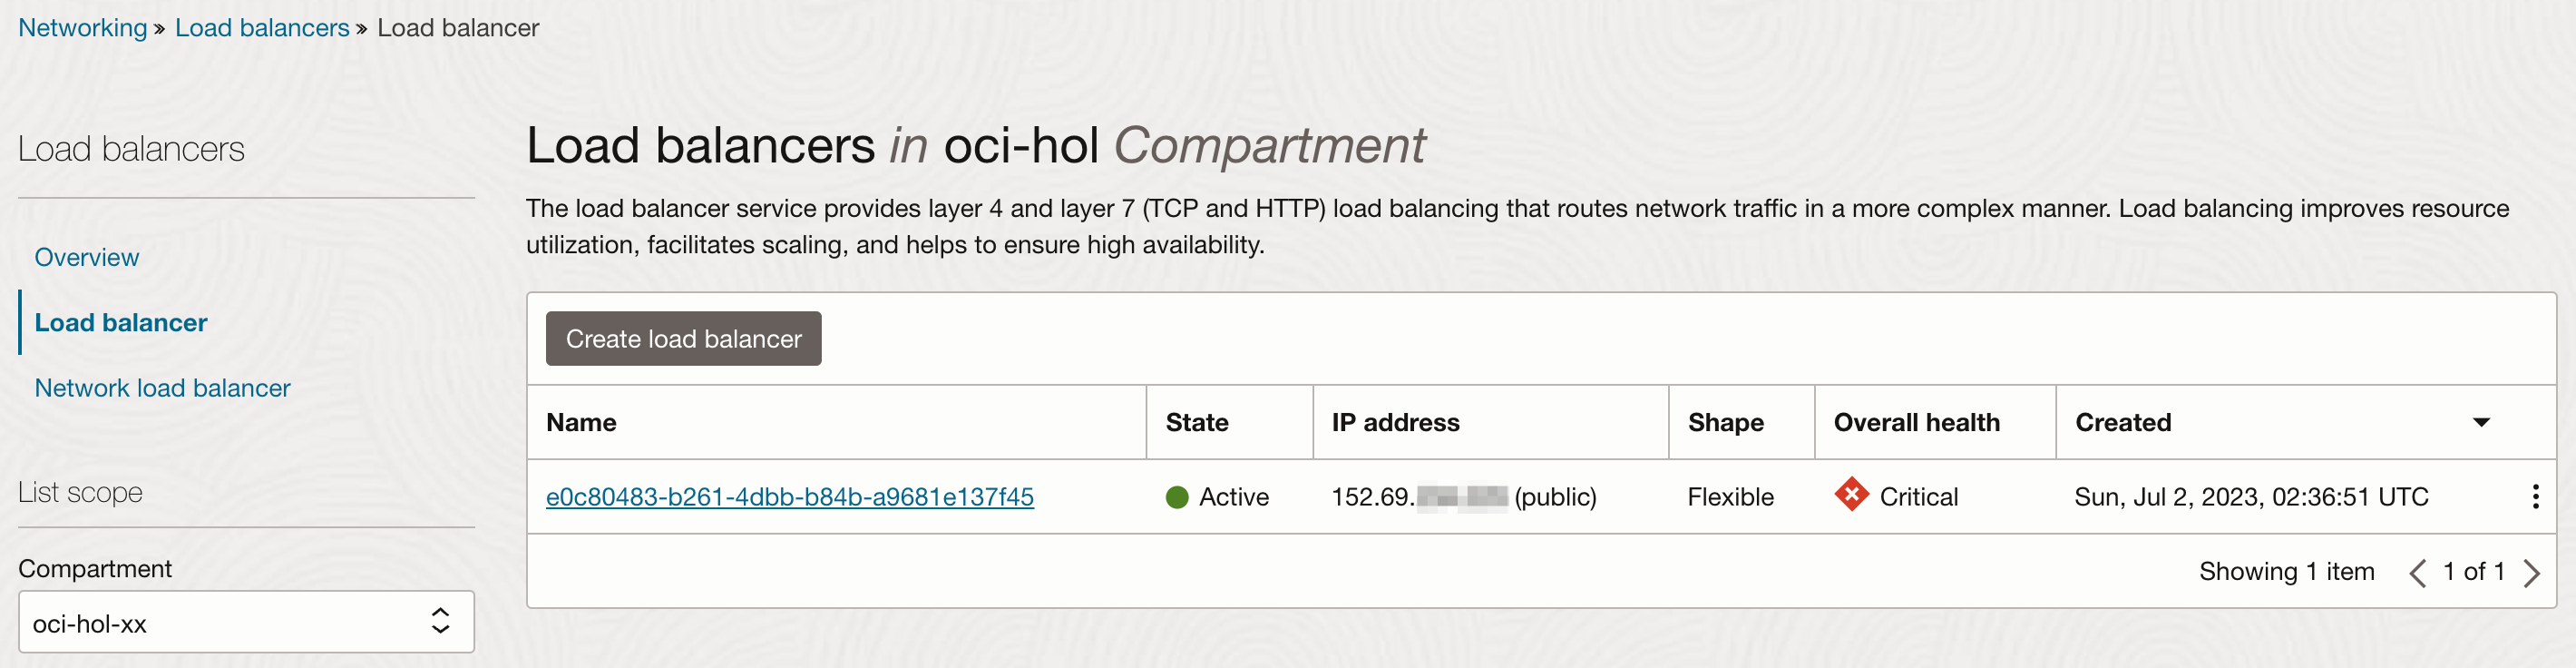 Networking » Load balancers » Load balancer
Load balancers
Overview
Load balancer
Network load balancer
List scope
Compartment
oci-hol-xx
Load balancers in oci-hol Compartment
The load balancer service provides layer 4 and layer 7 (TCP and HTTP) load balancing that routes network traffic in a more complex manner. Load balancing improves resource
utilization, facilitates scaling, and helps to ensure high availability.
Create load balancer
Name State IP address Shape Overall health Created
e0c80483-b261-4dbb-b84b-a9681e137f45 Active 152.69. (public) Flexible Critical Sun, Jul 2, 2023, 02:36:51 UTC
Showing 1 item 1 of 1